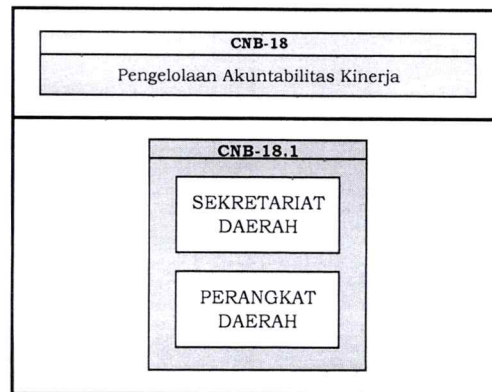 CNB-18
Pengelolaan Akuntabilitas Kinerja
CNB-18.1
SEKRETARIAT
DAERAH
PERANGKAT
DAERAH